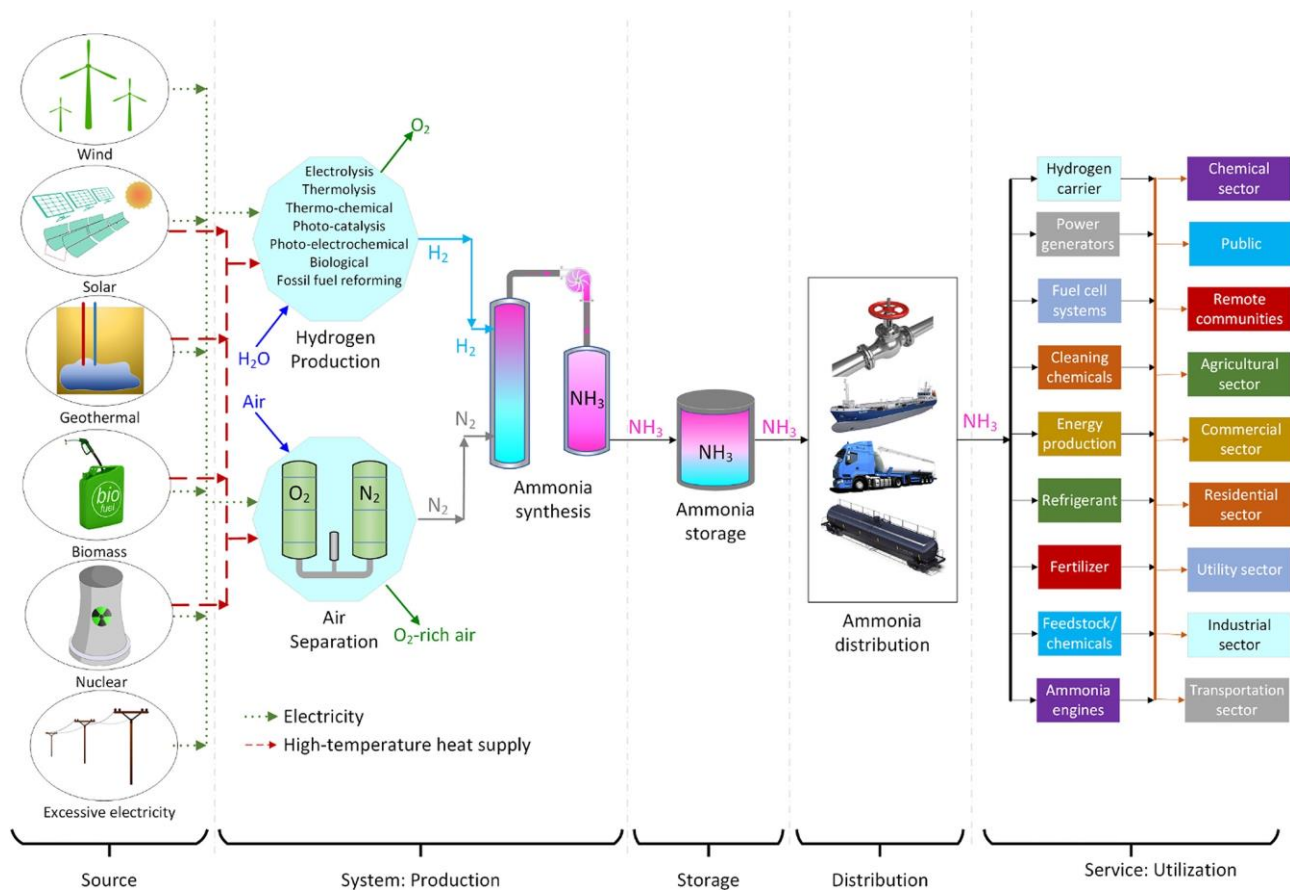 Wind
Solar
Geothermal
bio
fuel
Biomass
Nuclear
Excessive electricity
O₂
Electrolysis
Thermolysis
Thermo-chemical
Photo-catalysis
Photo-electrochemical
Biological
Fossil fuel reforming
H₂O
Hydrogen
Production
H₂
H₂
Air
O₂
N₂
Air
Separation
O₂-rich air
N₂
N₂
NH₃
Ammonia
synthesis
Electricity
High-temperature heat supply
NH₃
NH₃
Ammonia
storage
NH₃
Ammonia
distribution
NH₃
Hydrogen
carrier
Power
generators
Fuel cell
systems
Cleaning
chemicals
Energy
production
Refrigerant
Fertilizer
Feedstock/
chemicals
Ammonia
engines
Chemical
sector
Public
Remote
communities
Agricultural
sector
Commercial
sector
Residential
sector
Utility sector
Industrial
sector
Transportation
sector
Source
System: Production
Storage
Distribution
Service: Utilization